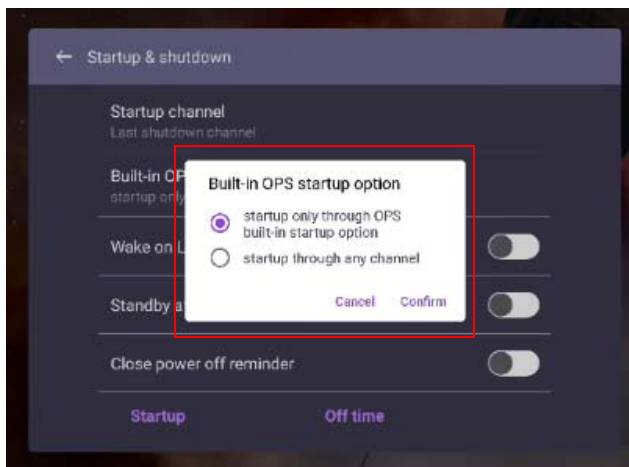 Startup & shutdown
Startup channel
Last shutdown channel
Built-in OP
startup only
Built-in OPS startup option
startup only through OPS
built-in startup option
startup through any channel
Wake on L
Cancel Confirm
Standby a
Close power off reminder
Startup Off time